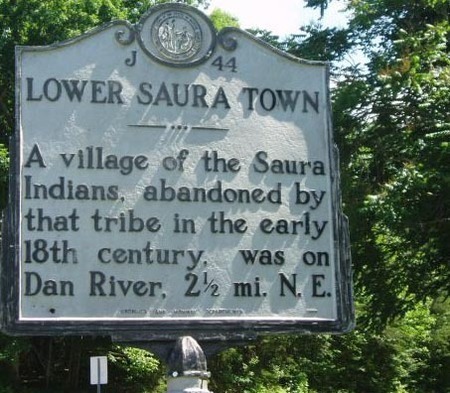 J 44
LOWER SAURA TOWN
A village of the Saura
Indians, abandoned by
that tribe in the early
18th century, was on
Dan River, 2½ mi. N. E.